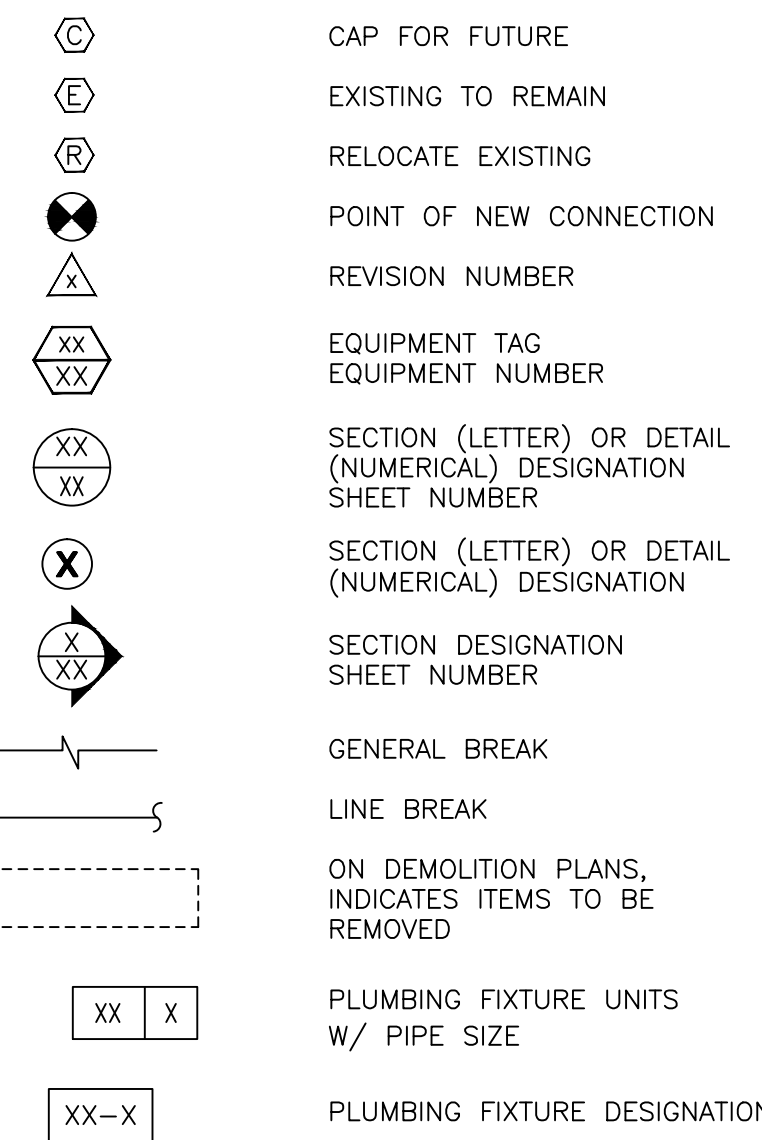 C CAP FOR FUTURE
E EXISTING TO REMAIN
R RELOCATE EXISTING
POINT OF NEW CONNECTION
x REVISION NUMBER
XX EQUIPMENT TAG
XX EQUIPMENT NUMBER
XX SECTION (LETTER) OR DETAIL
(NUMERICAL) DESIGNATION
XX SHEET NUMBER
X SECTION (LETTER) OR DETAIL
(NUMERICAL) DESIGNATION
X SECTION DESIGNATION
XX SHEET NUMBER
GENERAL BREAK
LINE BREAK
ON DEMOLITION PLANS,
INDICATES ITEMS TO BE
REMOVED
XX X PLUMBING FIXTURE UNITS
W/ PIPE SIZE
XX-X PLUMBING FIXTURE DESIGNATION